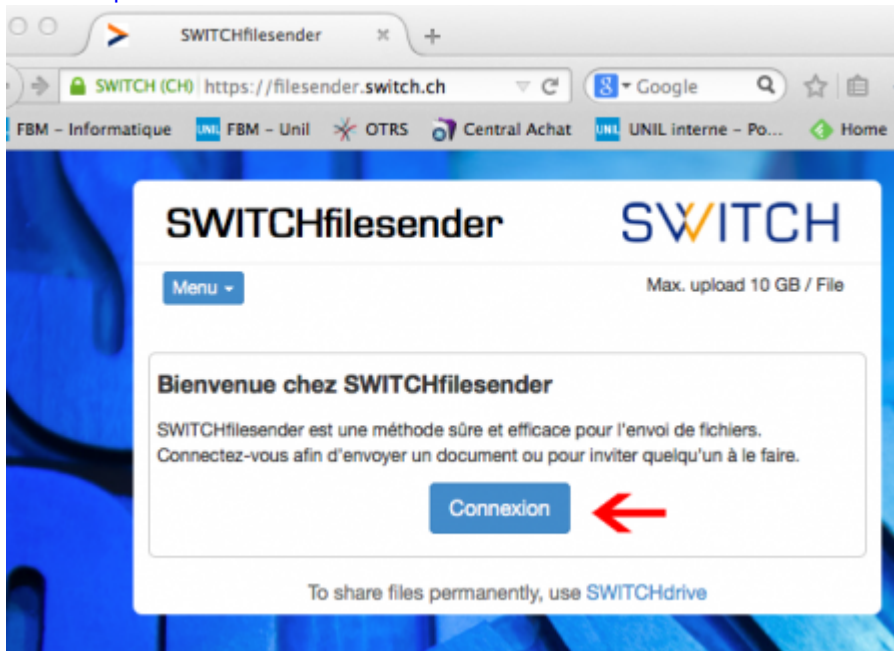 SWITCHfilesender
SWITCH (CH) https://filesender.switch.ch Google
FBM – Informatique UNIL FBM – Unil OTRS Central Achat UNIL UNIL interne – Po... Home
SWITCHfilesender SWITCH
Menu Max. upload 10 GB / File
Bienvenue chez SWITCHfilesender
SWITCHfilesender est une méthode sûre et efficace pour l'envoi de fichiers.
Connectez-vous afin d'envoyer un document ou pour inviter quelqu'un à le faire.
Connexion
To share files permanently, use SWITCHdrive